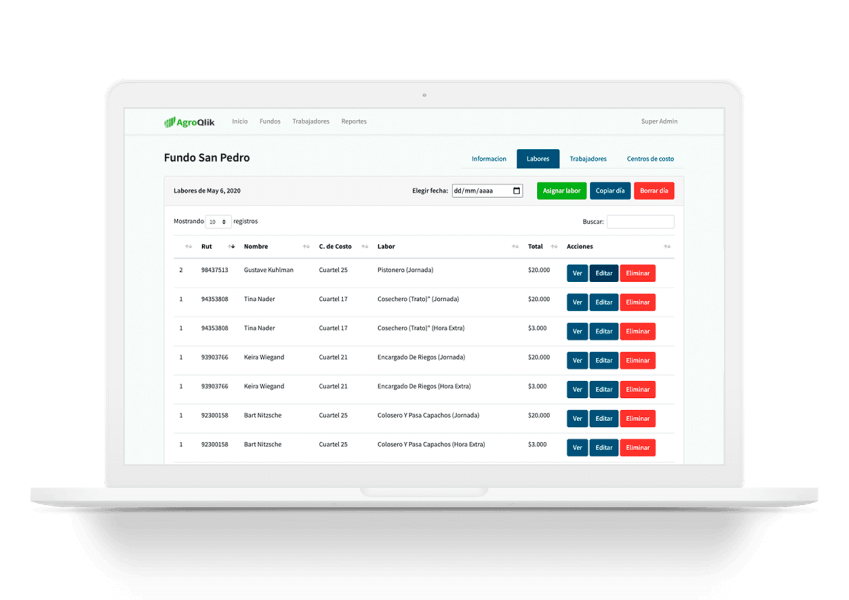 AgroQlik Inicio Fundos Trabajadores Reportes Super Admin
Fundo San Pedro Informacion Labores Trabajadores Centros de costo
Labores de May 6, 2020 Elegir fecha: dd/mm/aaaa Asignar labor Copiar día Borrar día
Mostrando 10 registros Buscar:
Rut Nombre C. de Costo Labor Total Acciones
2 98437513 Gustave Kuhlman Cuartel 25 Pistonero (Jornada) $20.000 Ver Editar Eliminar
1 94353808 Tina Nader Cuartel 17 Cosechero (Trato)" (Jornada) $20.000 Ver Editar Eliminar
1 94353808 Tina Nader Cuartel 17 Cosechero (Trato)" (Hora Extra) $3.000 Ver Editar Eliminar
1 93903766 Keira Wiegand Cuartel 21 Encargado De Riegos (Jornada) $20.000 Ver Editar Eliminar
1 93903766 Keira Wiegand Cuartel 21 Encargado De Riegos (Hora Extra) $3.000 Ver Editar Eliminar
1 92300158 Bart Nitzsche Cuartel 25 Colosero Y Pasa Capachos (Jornada) $20.000 Ver Editar Eliminar
1 92300158 Bart Nitzsche Cuartel 25 Colosero Y Pasa Capachos (Hora Extra) $3.000 Ver Editar Eliminar